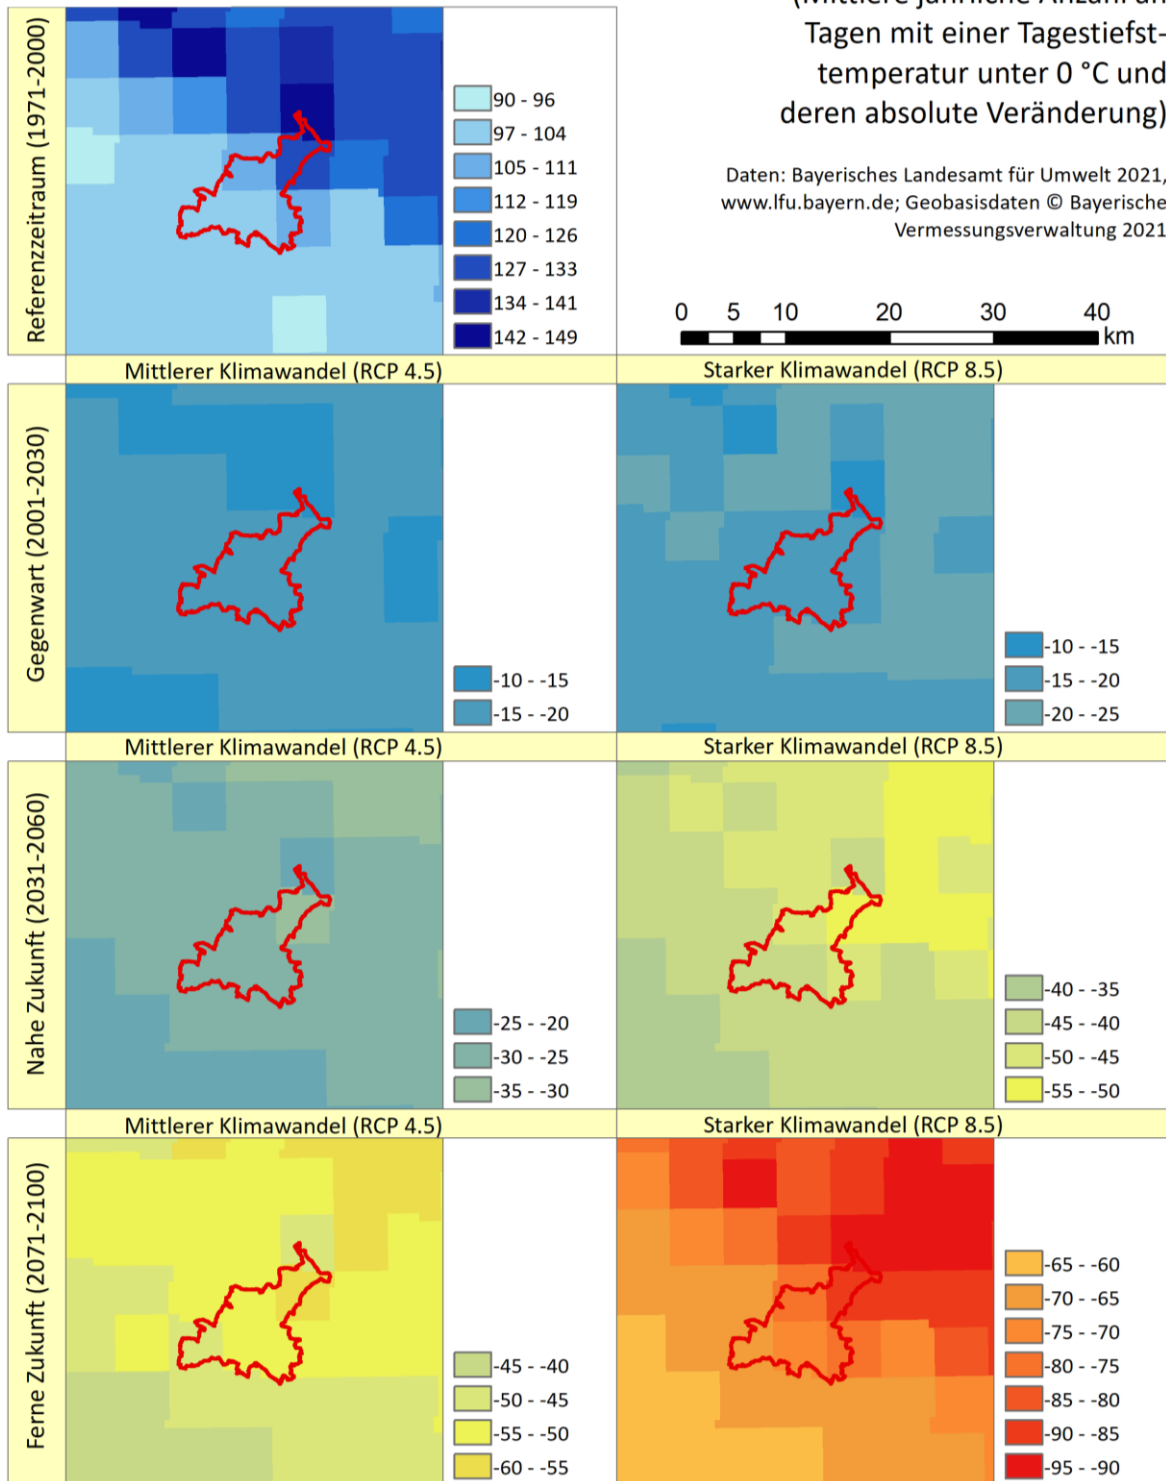 (Mittlere jährliche Anzahl an
Tagen mit einer Tagestiefst-
temperatur unter 0 °C und
deren absolute Veränderung)
Daten: Bayerisches Landesamt für Umwelt 2021,
www.lfu.bayern.de; Geobasisdaten © Bayerische
Vermessungsverwaltung 2021
0 5 10 20 30 40
km
Referenzeitraum (1971-2000)
90 - 96
97 - 104
105 - 111
112 - 119
120 - 126
127 - 133
134 - 141
142 - 149
Mittlerer Klimawandel (RCP 4.5)
Starker Klimawandel (RCP 8.5)
Gegenwart (2001-2030)
-10 - -15
-15 - -20
-10 - -15
-15 - -20
-20 - -25
Mittlerer Klimawandel (RCP 4.5)
Starker Klimawandel (RCP 8.5)
Nahe Zukunft (2031-2060)
-25 - -20
-30 - -25
-35 - -30
-40 - -35
-45 - -40
-50 - -45
-55 - -50
Mittlerer Klimawandel (RCP 4.5)
Starker Klimawandel (RCP 8.5)
Ferne Zukunft (2071-2100)
-45 - -40
-50 - -45
-55 - -50
-60 - -55
-65 - -60
-70 - -65
-75 - -70
-80 - -75
-85 - -80
-90 - -85
-95 - -90